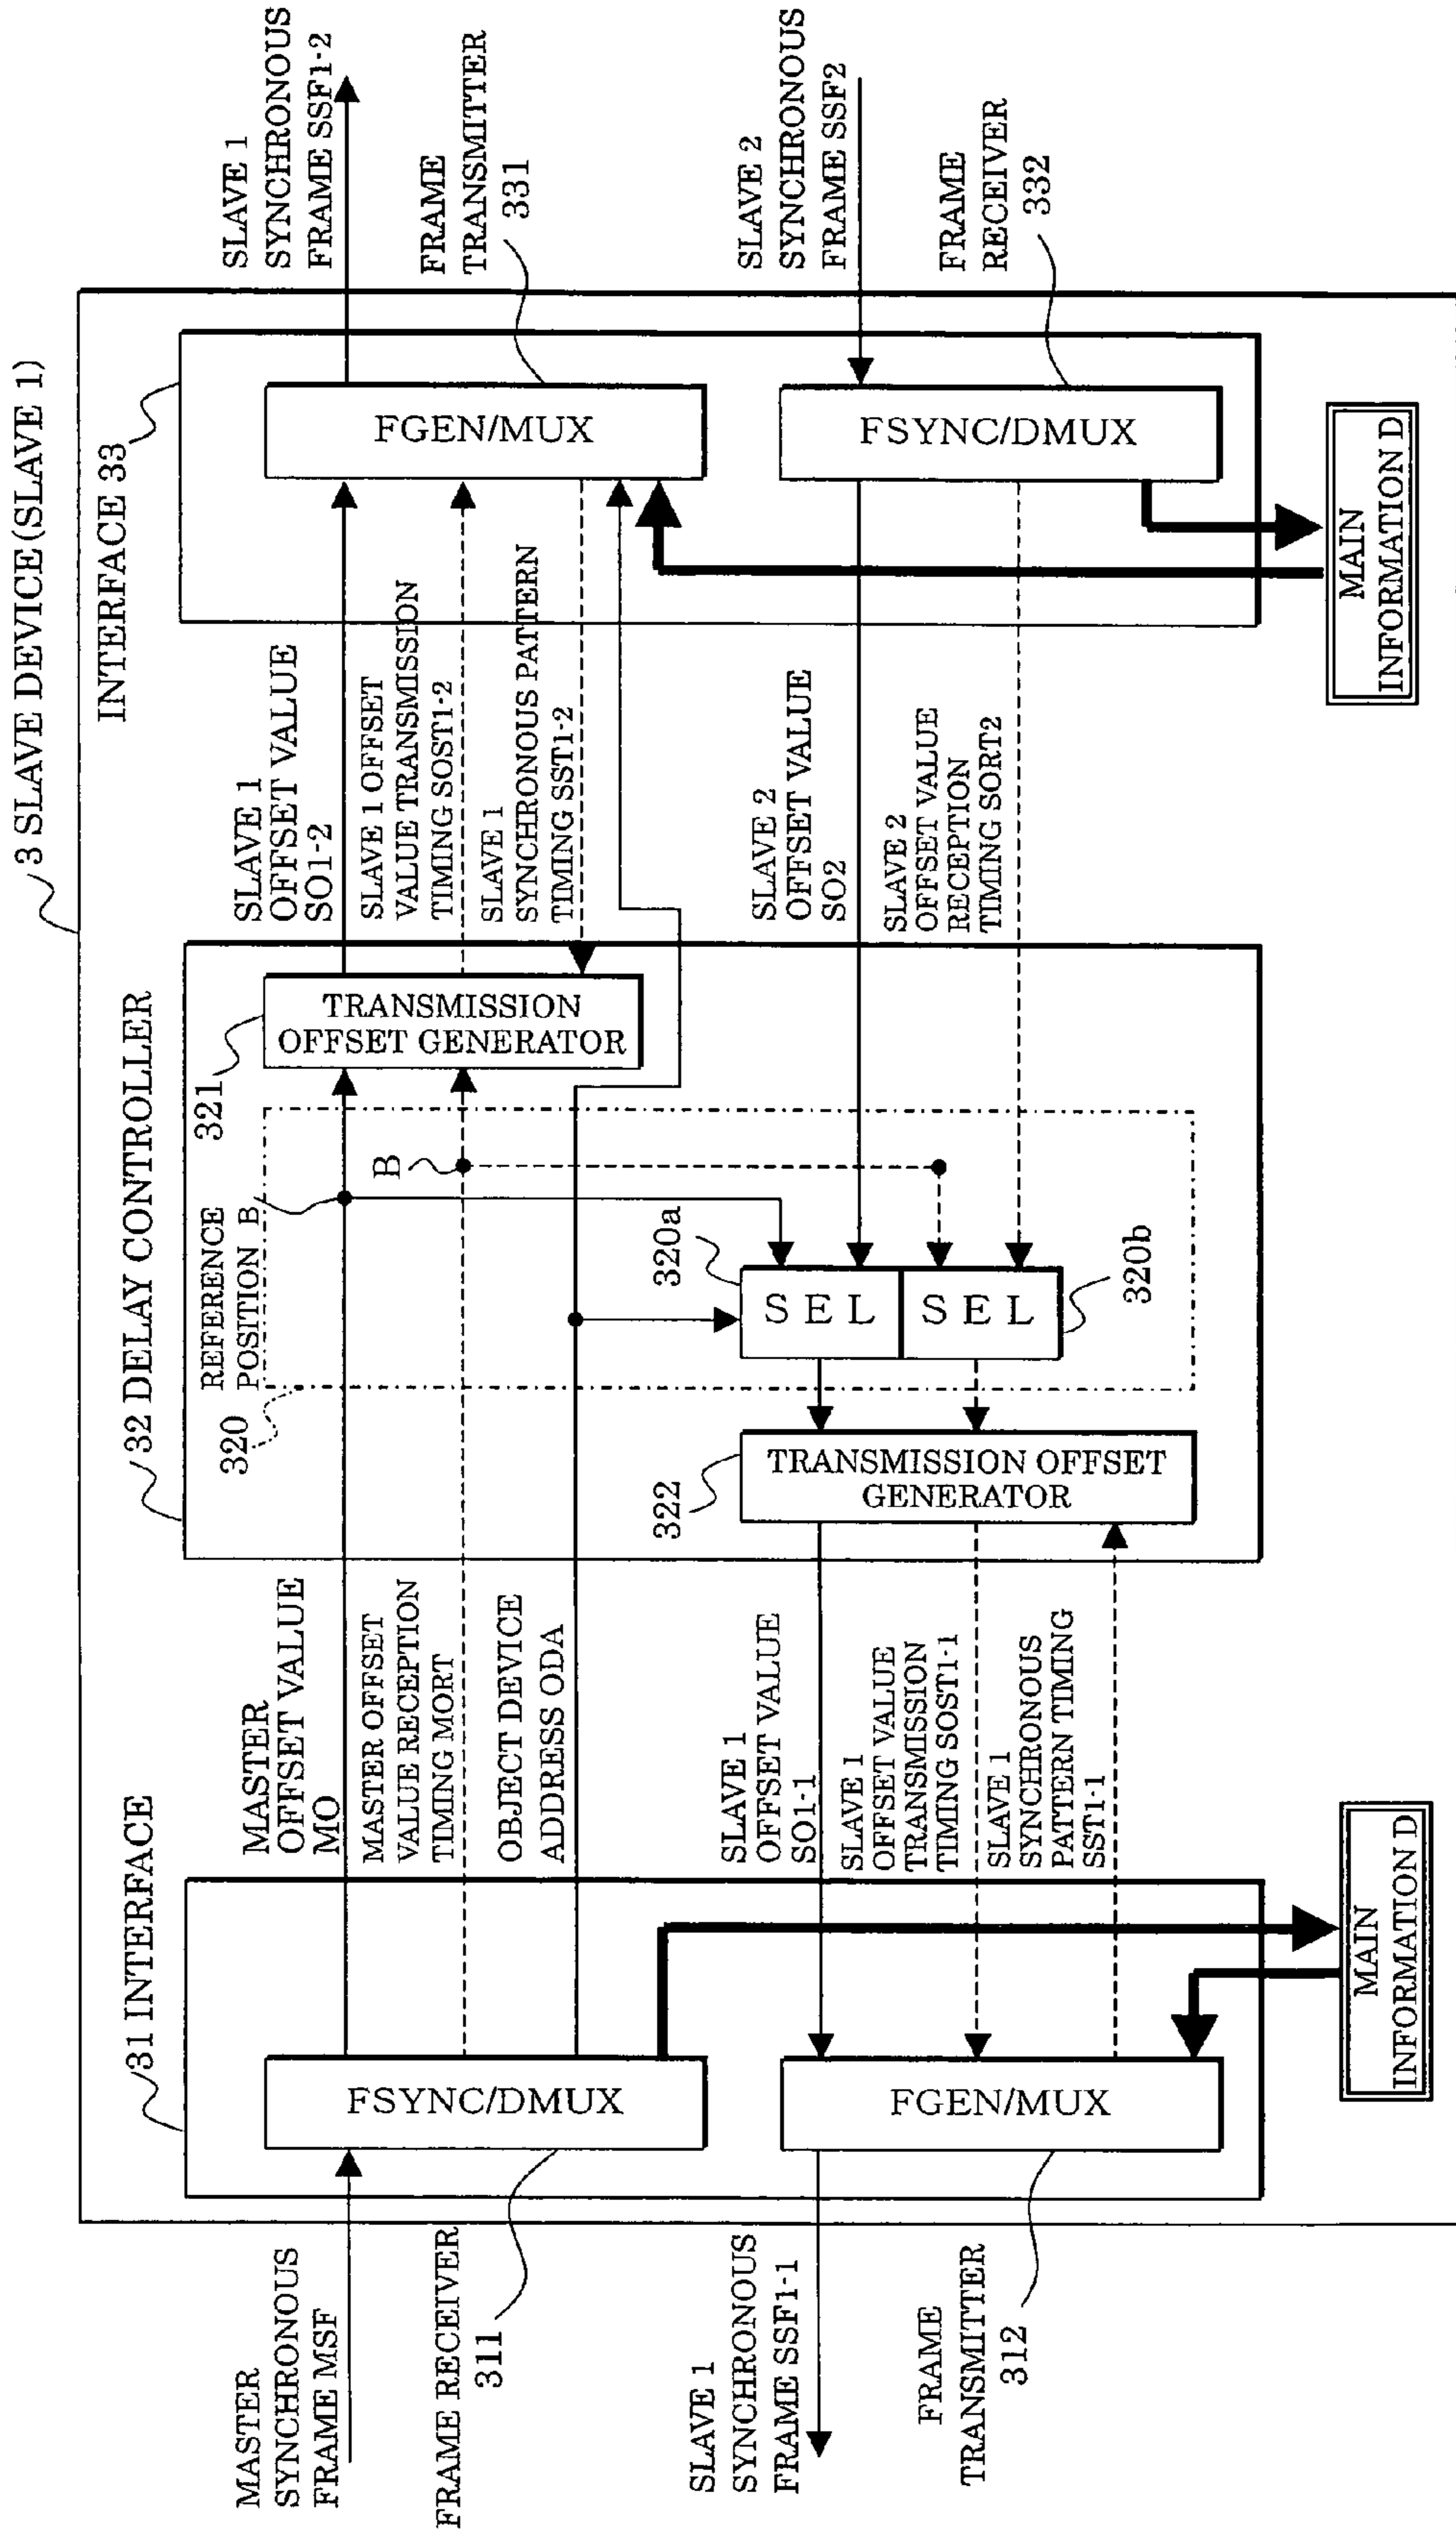 3 SLAVE DEVICE(SLAVE 1)
31 INTERFACE
32 DELAY CONTROLLER
INTERFACE 33
MASTER
SYNCHRONOUS
FRAME MSF
FSYNC/DMUX
FRAME RECEIVER
311
MASTER
OFFSET VALUE
MO
MASTER OFFSET
VALUE RECEPTION
TIMING MORT
OBJECT DEVICE
ADDRESS ODA
320
REFERENCE
POSITION B
B
321
TRANSMISSION
OFFSET GENERATOR
SLAVE 1
OFFSET VALUE
SO1-2
SLAVE 1 OFFSET
VALUE TRANSMISSION
TIMING SOST1-2
SLAVE 1
SYNCHRONOUS PATTERN
TIMING SST1-2
FGEN/MUX
SLAVE 1
SYNCHRONOUS
FRAME SSF1-2
FRAME
TRANSMITTER
331
SLAVE 1
SYNCHRONOUS
FRAME SSF1-1
FGEN/MUX
FRAME
TRANSMITTER
312
SLAVE 1
OFFSET VALUE
SO1-1
SLAVE 1
OFFSET VALUE
TRANSMISSION
TIMING SOST1-1
SLAVE 1
SYNCHRONOUS
PATTERN TIMING
SST1-1
322
TRANSMISSION OFFSET
GENERATOR
320a
S E L
S E L
320b
SLAVE 2
OFFSET VALUE
SO2
SLAVE 2
OFFSET VALUE
RECEPTION
TIMING SORT2
FSYNC/DMUX
SLAVE 2
SYNCHRONOUS
FRAME SSF2
FRAME
RECEIVER
332
MAIN
INFORMATION D
MAIN
INFORMATION D